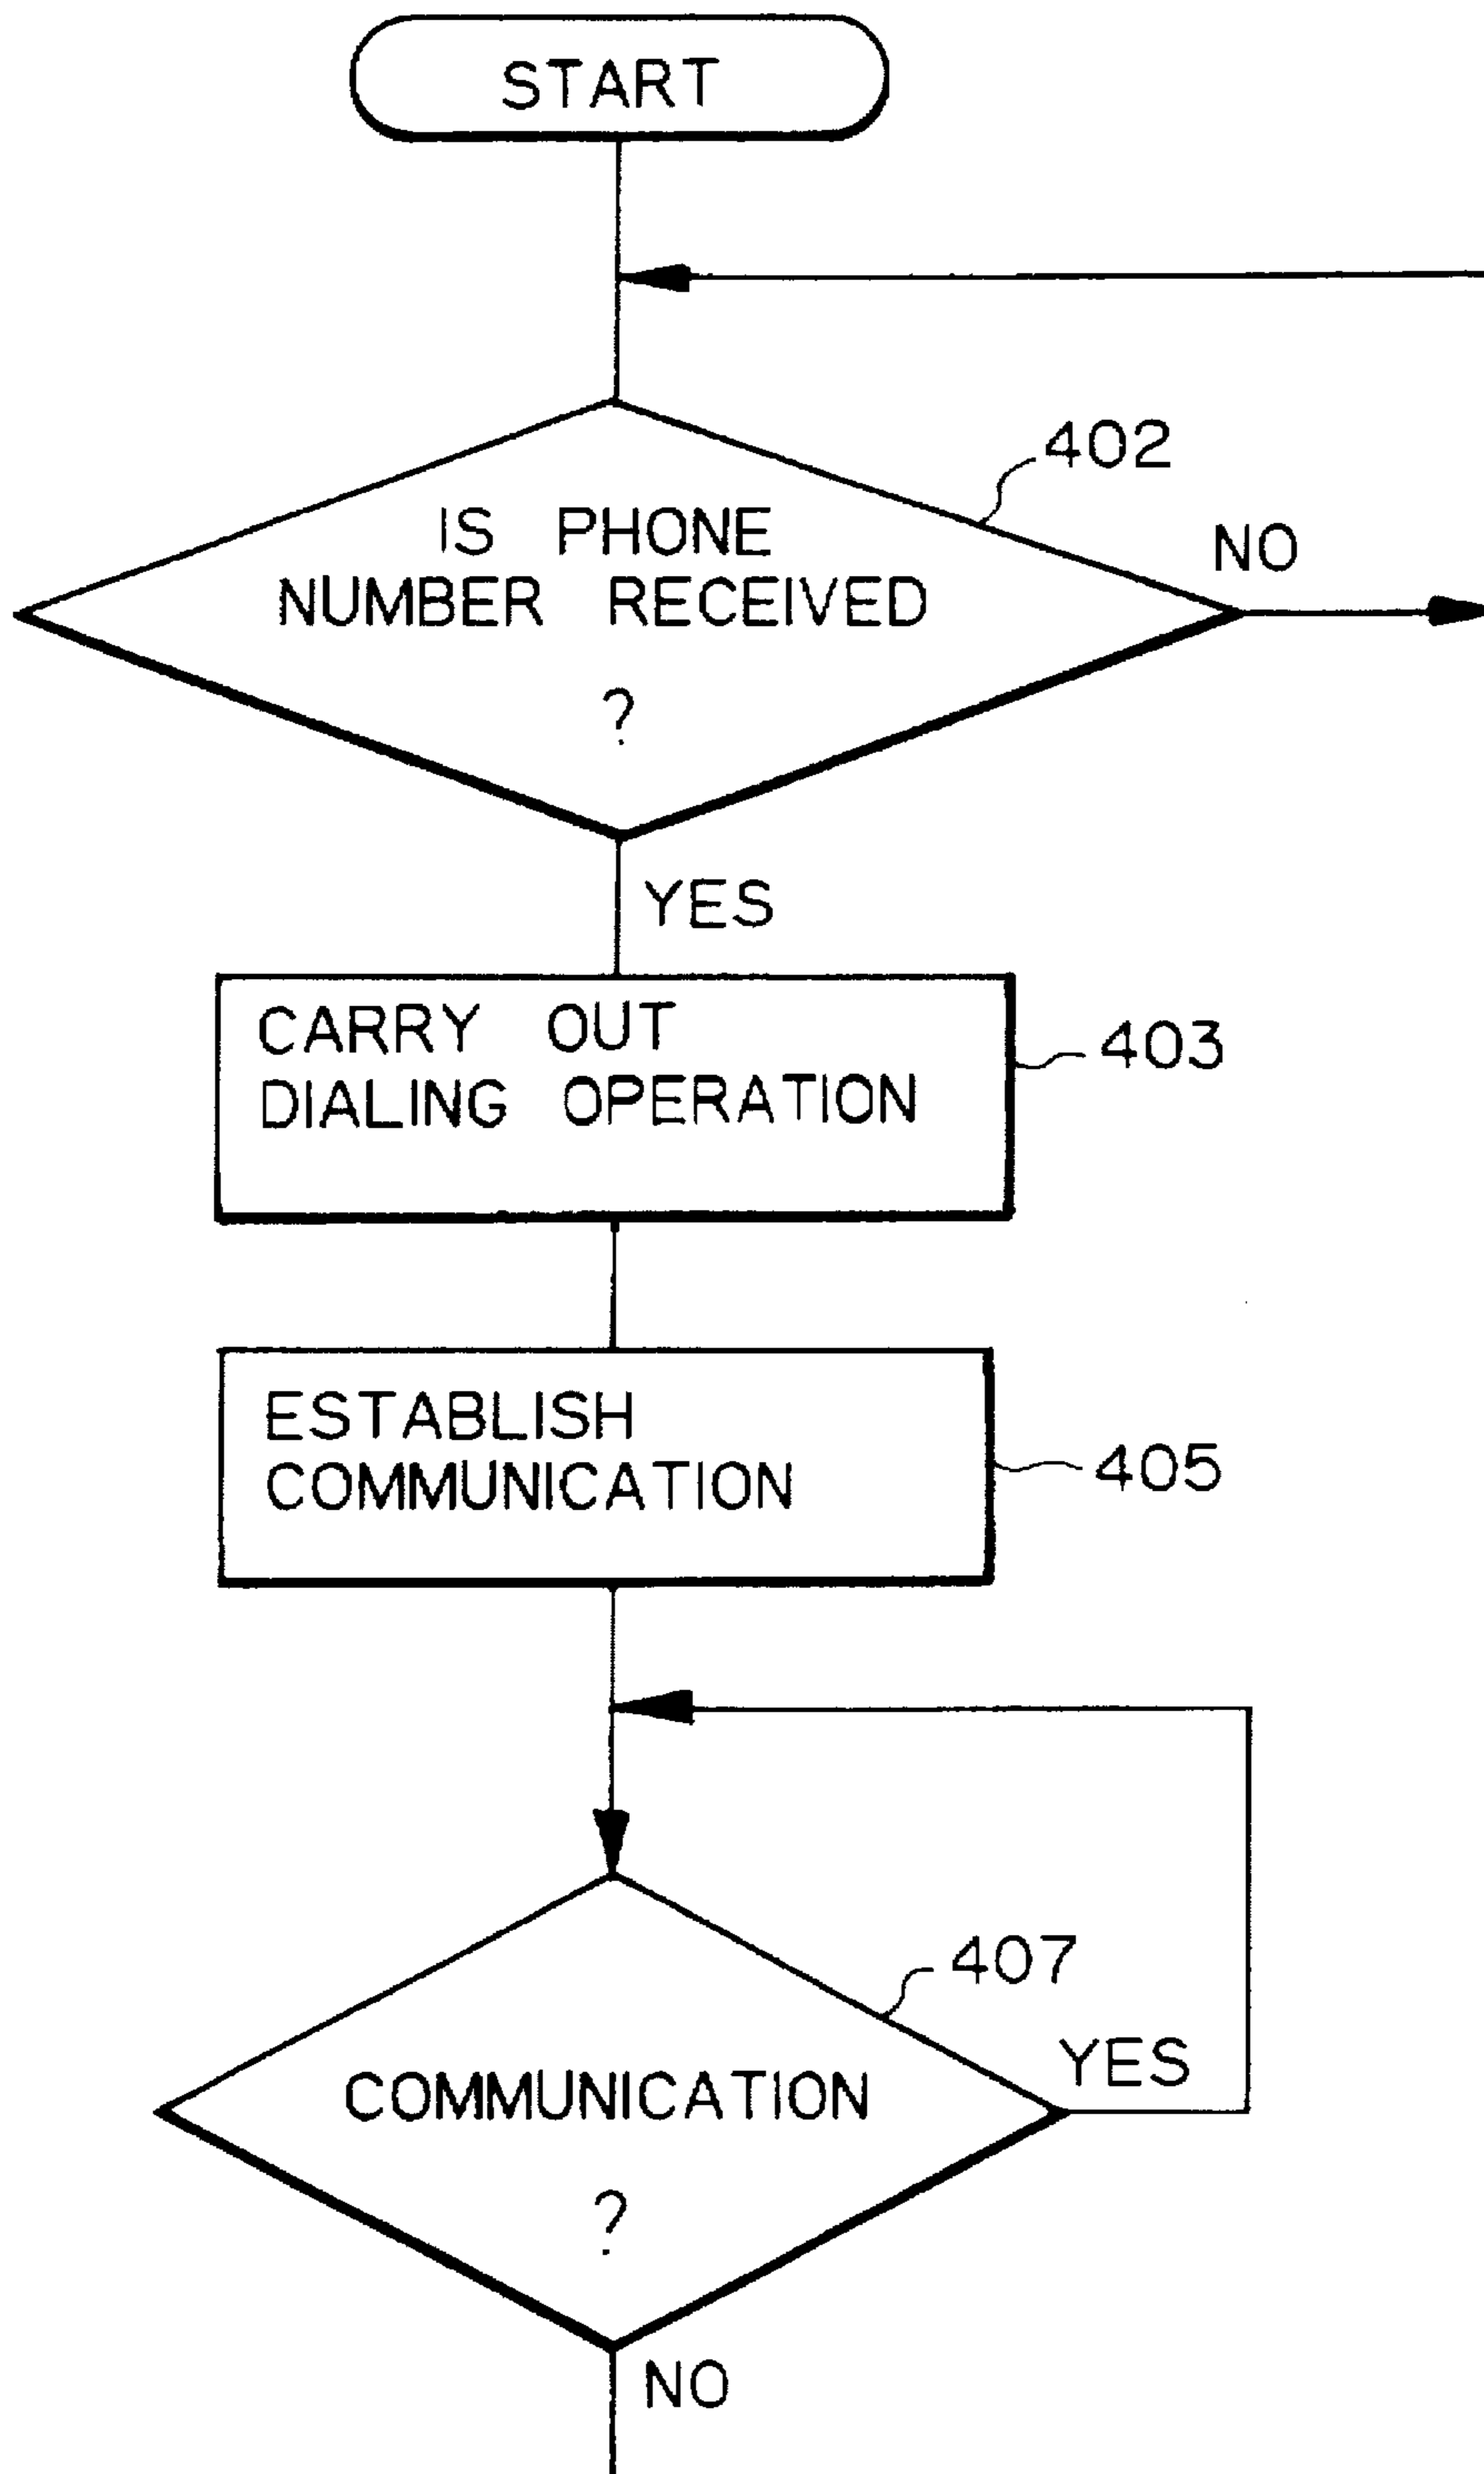 START
402
IS PHONE
NUMBER RECEIVED
?
NO
YES
CARRY OUT
DIALING OPERATION
403
ESTABLISH
COMMUNICATION
405
407
COMMUNICATION
?
YES
NO